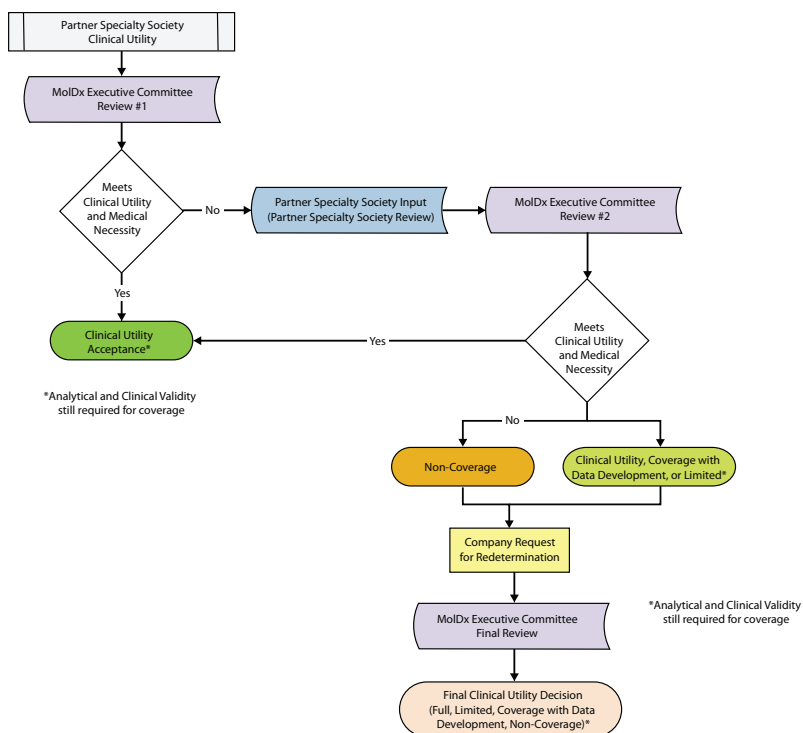 Partner Specialty Society
Clinical Utility
MolDx Executive Committee
Review #1
Meets
Clinical Utility
and Medical
Necessity
No
Partner Specialty Society Input
(Partner Specialty Society Review)
MolDx Executive Committee
Review #2
Yes
Clinical Utility
Acceptance*
Yes
Meets
Clinical Utility
and Medical
Necessity
*Analytical and Clinical Validity
still required for coverage
No
Non-Coverage
Clinical Utility, Coverage with
Data Development, or Limited*
Company Request
for Redetermination
*Analytical and Clinical Validity
still required for coverage
MolDx Executive Committee
Final Review
Final Clinical Utility Decision
(Full, Limited, Coverage with Data
Development, Non-Coverage)*